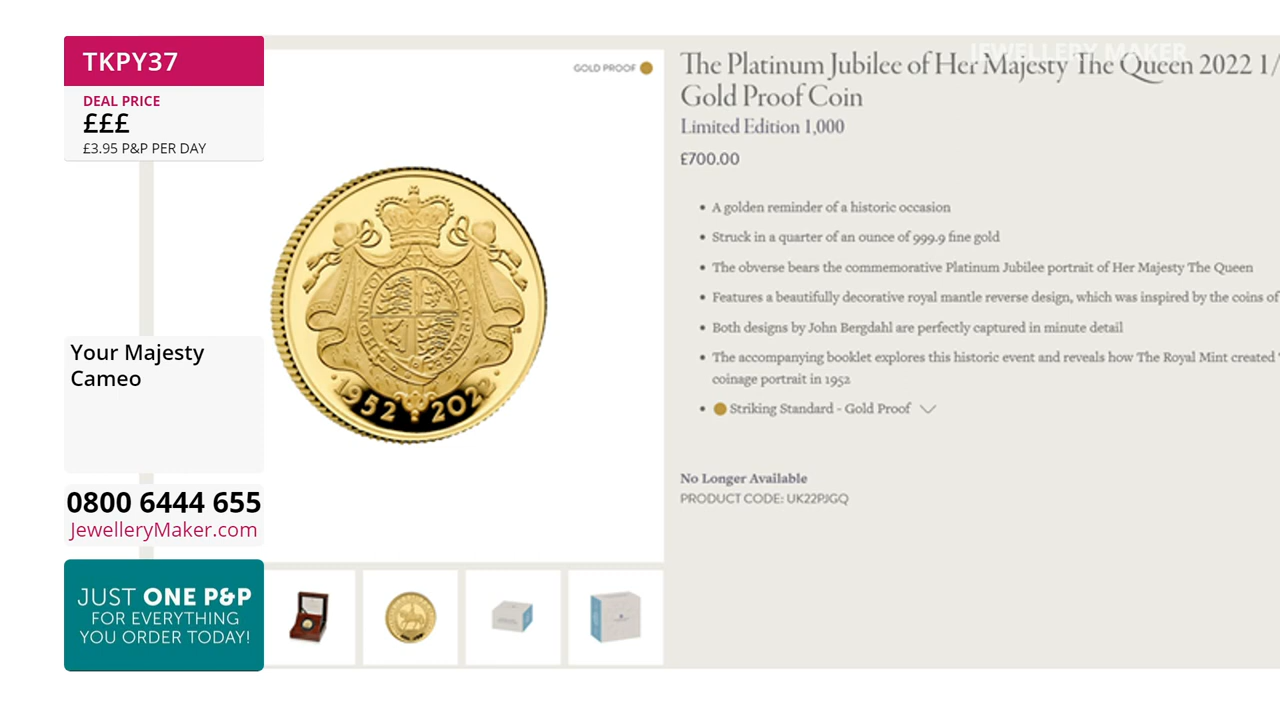 TKPY37
DEAL PRICE
£££
£3.95 P&P PER DAY
Your Majesty
Cameo
0800 6444 655
JewelleryMaker.com
JUST ONE P&P
FOR EVERYTHING
YOU ORDER TODAY!
GOLD PROOF
1952 2022
JEWELLERY MAKER
The Platinum Jubilee of Her Majesty The Queen 2022 1/
Gold Proof Coin
Limited Edition 1,000
£700.00
• A golden reminder of a historic occasion
• Struck in a quarter of an ounce of 999.9 fine gold
• The obverse bears the commemorative Platinum Jubilee portrait of Her Majesty The Queen
• Features a beautifully decorative royal mantle reverse design, which was inspired by the coins of
• Both designs by John Bergdahl are perfectly captured in minute detail
• The accompanying booklet explores this historic event and reveals how The Royal Mint created
coinage portrait in 1952
• Striking Standard - Gold Proof
No Longer Available
PRODUCT CODE: UK22PJGQ